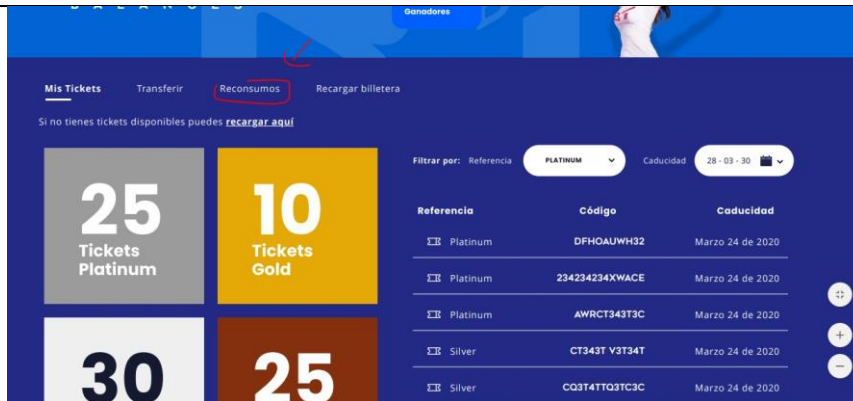 Ganadores
Mis Tickets Transferir Reconsumos Recargar billetera
Si no tienes tickets disponibles puedes recargar aquí
Filtrar por: Referencia PLATINUM Caducidad 28 - 03 - 30
25
Tickets
Platinum
10
Tickets
Gold
Referencia Código Caducidad
Platinum DFHOAUWH32 Marzo 24 de 2020
Platinum 234234234XWACE Marzo 24 de 2020
Platinum AWRCT343T3C Marzo 24 de 2020
Silver CT343T V3T34T Marzo 24 de 2020
Silver CQ3T4TTQ3TC3C Marzo 24 de 2020
30
25